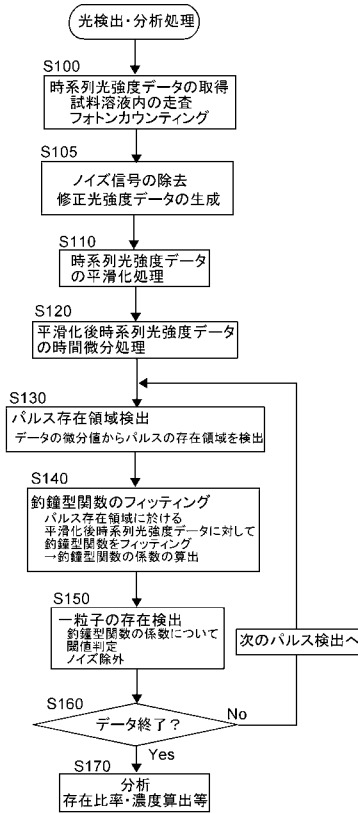 光検出・分析処理
S100
時系列光強度データの取得
試料溶液内の走査
フォトンカウンティング
S105
ノイズ信号の除去
修正光強度データの生成
S110
時系列光強度データ
の平滑化処理
S120
平滑化後時系列光強度データ
の時間微分処理
S130
パルス存在領域検出
データの微分値からパルスの存在領域を検出
S140
釣鐘型関数のフィッティング
パルス存在領域に於ける
平滑化後時系列光強度データに対して
釣鐘型関数をフィッティング
→釣鐘型関数の係数の算出
S150
一粒子の存在検出
釣鐘型関数の係数について
閾値判定
ノイズ除外
次のパルス検出へ
S160
データ終了？
No
Yes
S170
分析
存在比率・濃度算出等